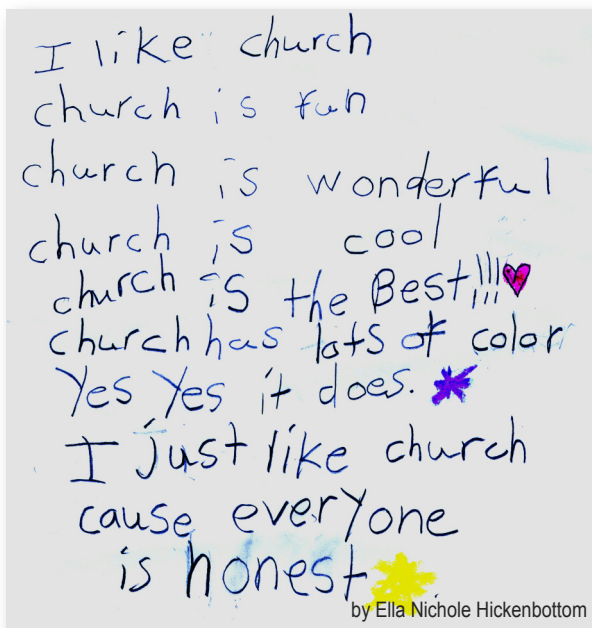 I like church
church is fun
church is wonderful
church is cool
church is the Best!!!!
church has lots of color
Yes Yes it does.
I just like church
cause everyone
is honest
by Ella Nichole Hickenbottom